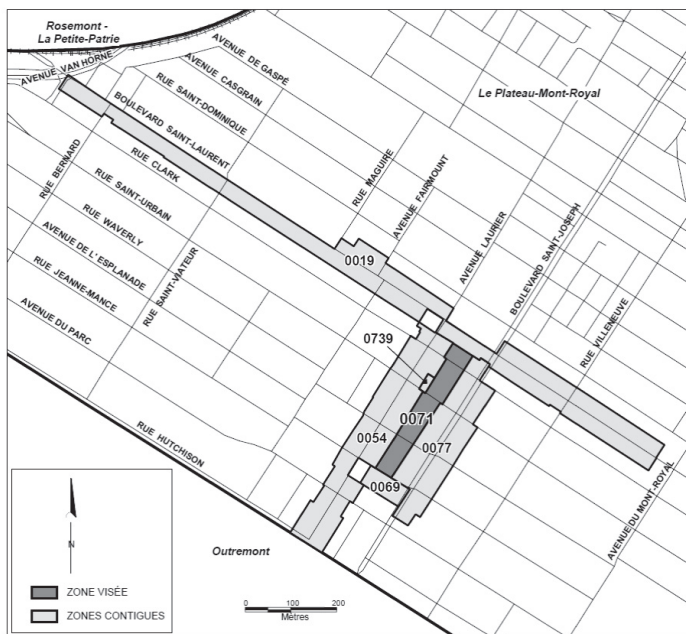 Rosemont -
La Petite-Patrie
AVENUE VAN HORNE
AVENUE DE GASPÉ
AVENUE CASGRAIN
RUE SAINT-DOMINIQUE
BOULEVARD SAINT-LAURENT
RUE CLARK
RUE BERNARD
RUE SAINT-URBAIN
RUE WAVERLY
AVENUE DE L' ESPLANADE
RUE JEANNE-MANCE
AVENUE DU PARC
RUE SAINT-VIATEUR
RUE HUTCHISON
Le Plateau-Mont-Royal
RUE MAGUIRE
AVENUE FAIRMOUNT
AVENUE LAURIER
BOULEVARD SAINT-JOSEPH
RUE VILLENEUVE
AVENUE DU MONT-ROYAL
0019
0739
0071
0054
0077
0069
Outremont
N
ZONE VISÉE
ZONES CONTIGUES
0 100 200
Mètres